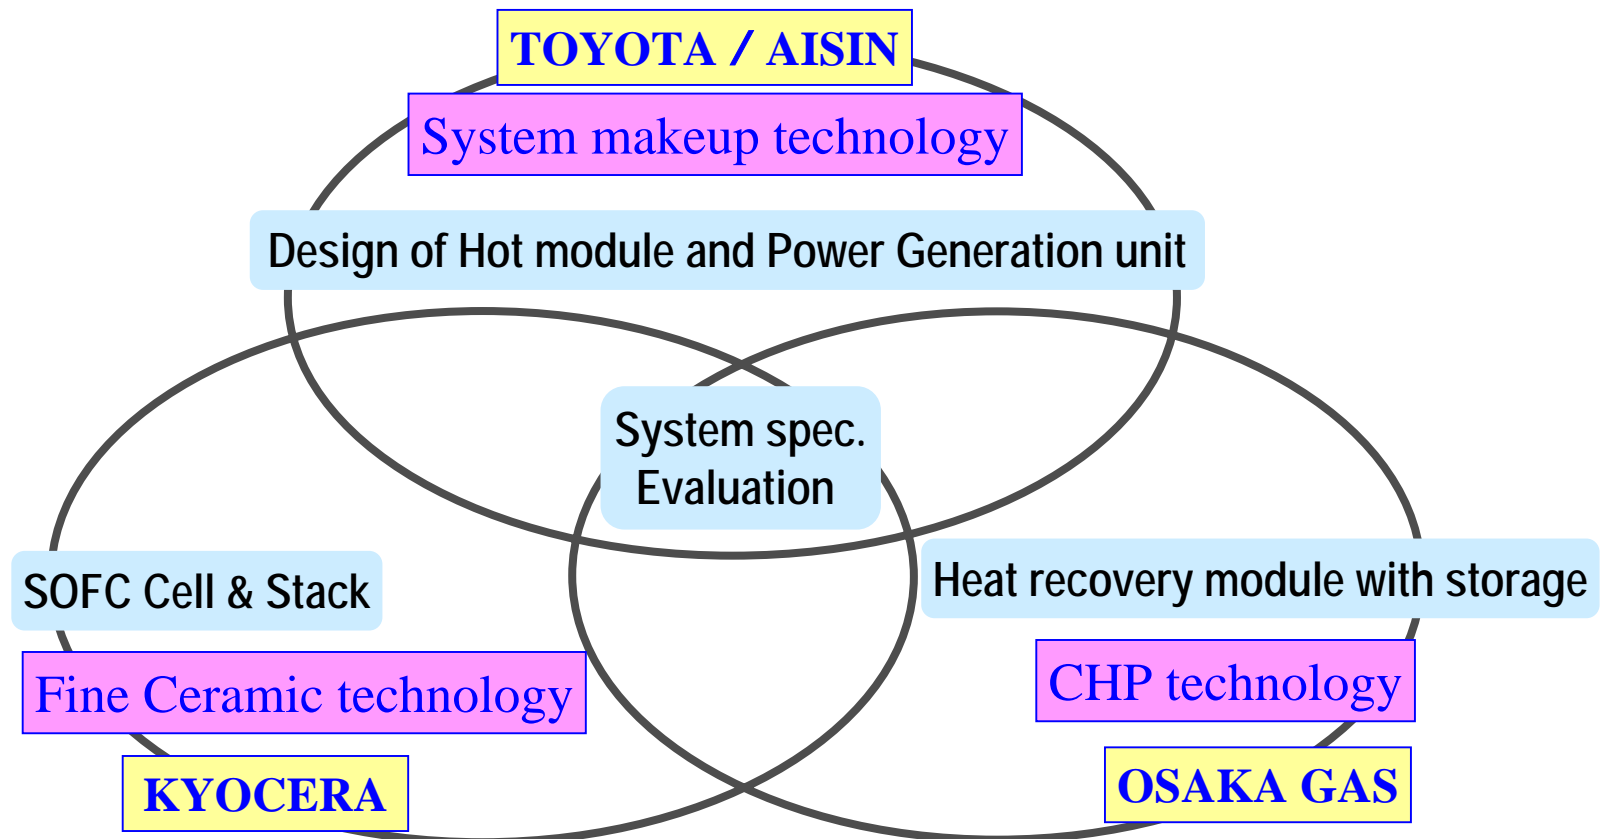 TOYOTA / AISIN
System makeup technology
Design of Hot module and Power Generation unit
System spec.
Evaluation
SOFC Cell & Stack
Fine Ceramic technology
KYOCERA
Heat recovery module with storage
CHP technology
OSAKA GAS